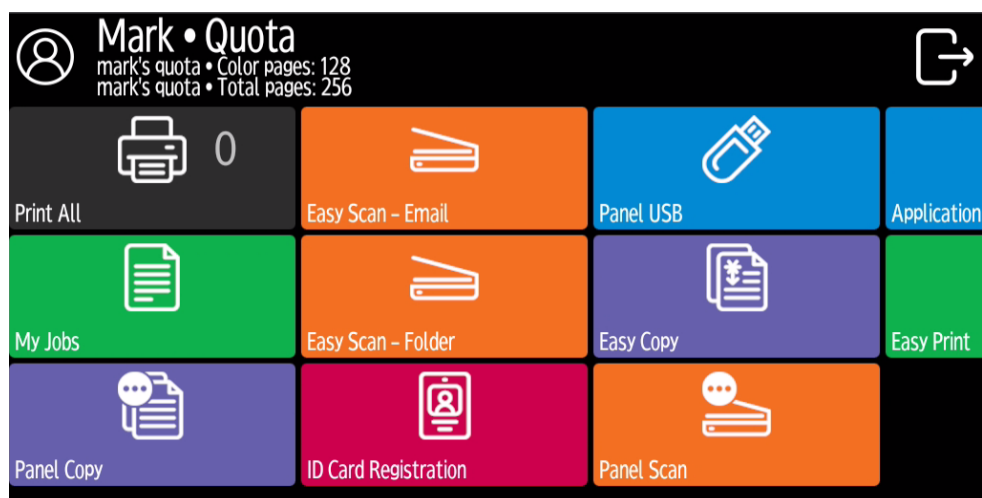 Mark • Quota
mark's quota • Color pages: 128
mark's quota • Total pages: 256
0
Print All
Easy Scan – Email
Panel USB
Application
My Jobs
Easy Scan – Folder
Easy Copy
Easy Print
Panel Copy
ID Card Registration
Panel Scan